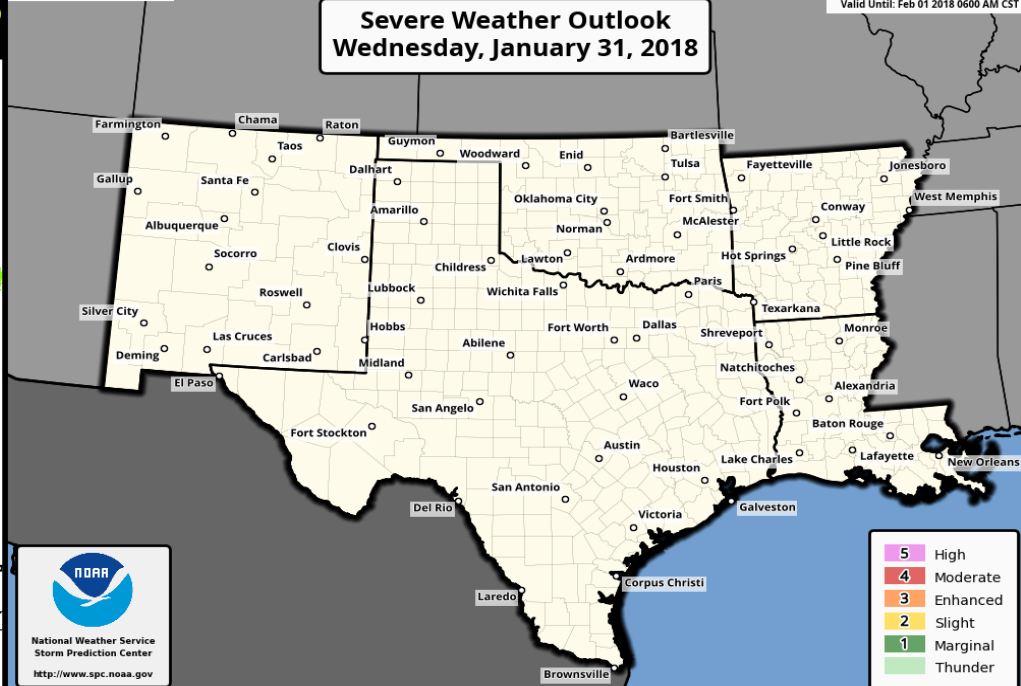 Valid Until: Feb 01 2018 0600 AM CST
Severe Weather Outlook
Wednesday, January 31, 2018
Farmington
Chama
Raton
Taos
Guymon
Woodward
Enid
Bartlesville
Tulsa
Fayetteville
Jonesboro
Gallup
Santa Fe
Dalhart
Amarillo
Oklahoma City
Norman
Fort Smith
McAlester
Conway
West Memphis
Albuquerque
Socorro
Clovis
Childress
Lawton
Ardmore
Hot Springs
Little Rock
Pine Bluff
Roswell
Lubbock
Wichita Falls
Paris
Texarkana
Silver City
Las Cruces
Hobbs
Abilene
Fort Worth
Dallas
Shreveport
Monroe
Deming
Carlsbad
Midland
El Paso
San Angelo
Waco
Natchitoches
Alexandria
Fort Polk
Fort Stockton
Austin
Baton Rouge
Houston
Lake Charles
Lafayette
New Orleans
Del Rio
San Antonio
Galveston
Victoria
Laredo
Corpus Christi
Brownsville
NOAA
National Weather Service
Storm Prediction Center
http://www.spc.noaa.gov
5 High
4 Moderate
3 Enhanced
2 Slight
1 Marginal
Thunder